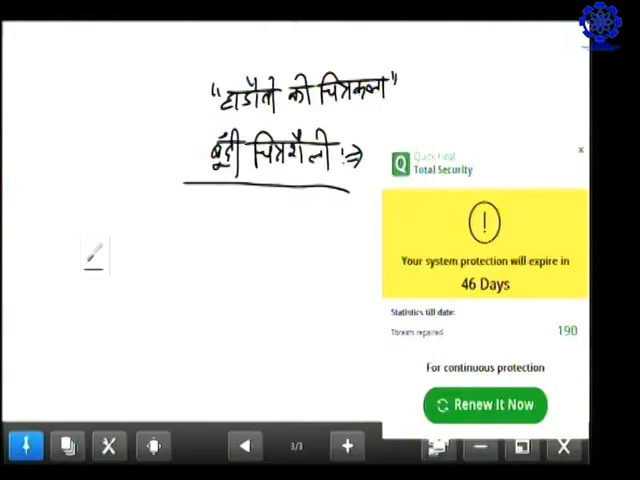 "हाडौती की चित्रकला"
बूँदी चित्रशैली :⇒
Quick Heal
Total Security
Your system protection will expire in
46 Days
Statistics till date:
Threats repaired 190
For continuous protection
Renew It Now
3/3